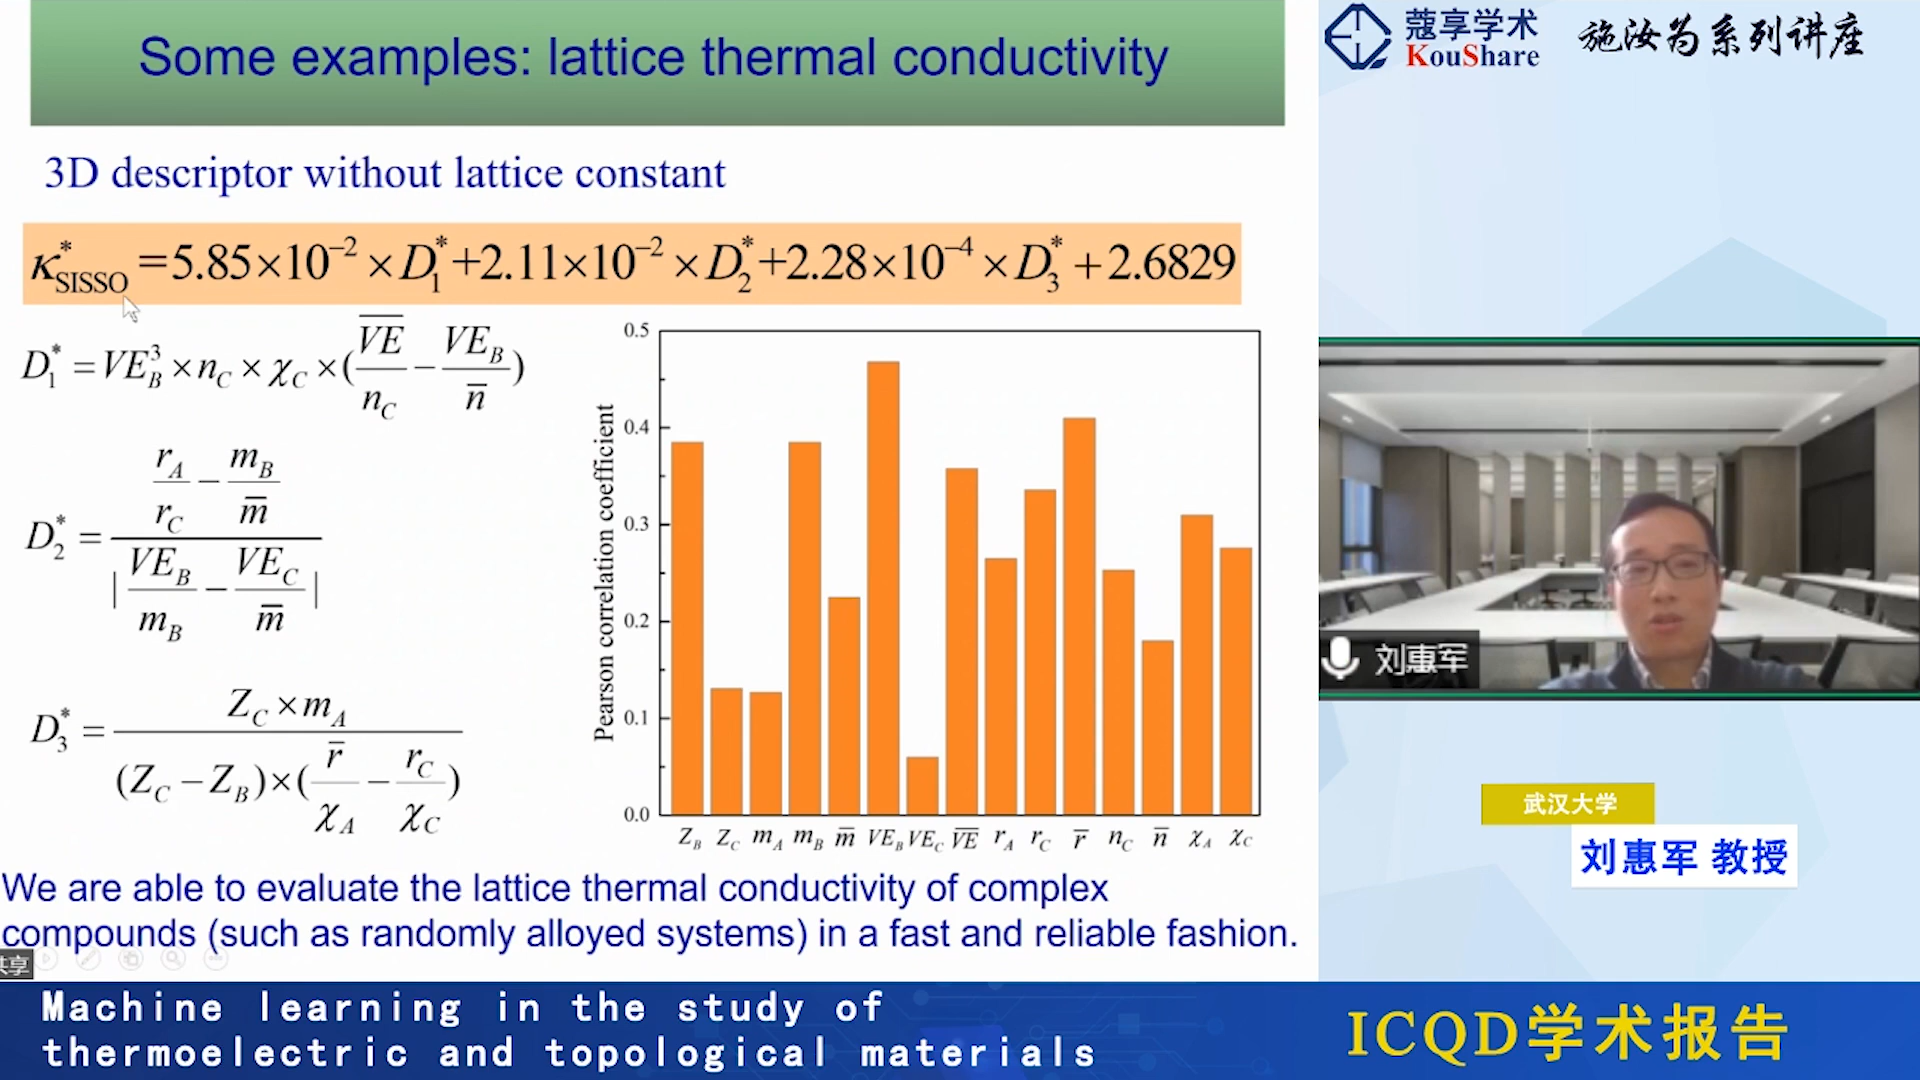 Some examples: lattice thermal conductivity
3D descriptor without lattice constant
κ*SISSO =5.85×10⁻² ×D₁*+2.11×10⁻² ×D₂*+2.28×10⁻⁴ ×D₃* +2.6829
D₁* = VE_B³ × n_C × χ_C × (V̅E̅/n_C − VE_B/n̅)
D₂* = (r_A/r_C − m_B/m̅) / |VE_B/m_B − VE_C/m̅|
D₃* = (Z_C × m_A) / ((Z_C − Z_B)×(r̅/χ_A − r_C/χ_C))
Pearson correlation coefficient
0.5
0.4
0.3
0.2
0.1
0.0
Z_B Z_C m_A m_B m̅ VE_B VE_C V̅E̅ r_A r_C r̅ n_C n̅ χ_A χ_C
We are able to evaluate the lattice thermal conductivity of complex
compounds (such as randomly alloyed systems) in a fast and reliable fashion.
共享
蔻享学术
KouShare
施汝为系列讲座
刘惠军
武汉大学
刘惠军 教授
Machine learning in the study of
thermoelectric and topological materials
ICQD学术报告